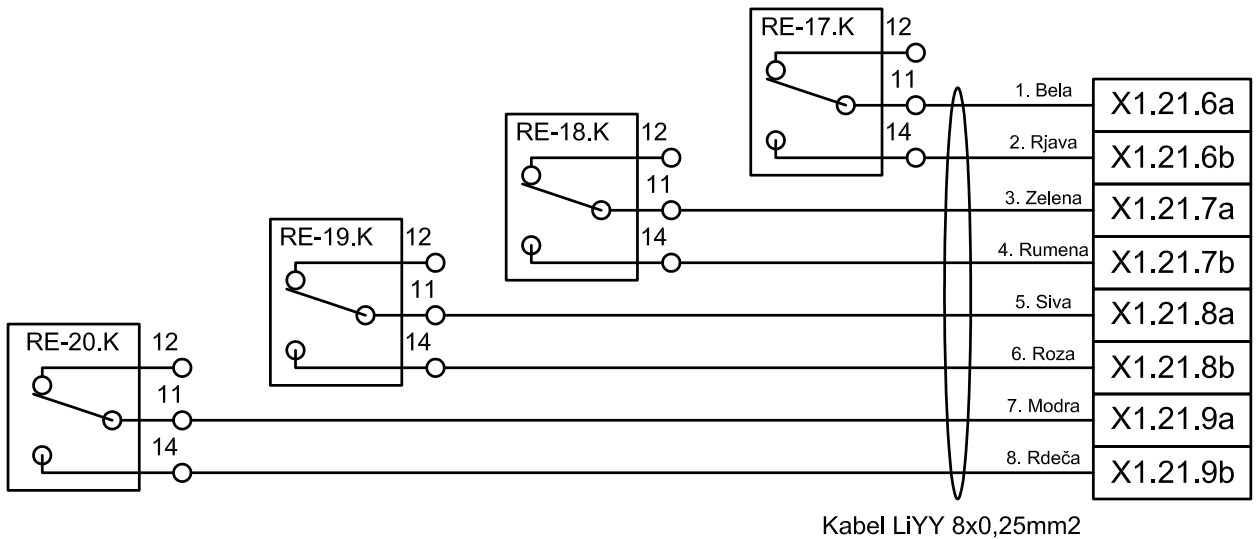 RE-17.K 12
11
14
RE-18.K 12
11
14
RE-19.K 12
11
14
RE-20.K 12
11
14
1. Bela X1.21.6a
2. Rjava X1.21.6b
3. Zelena X1.21.7a
4. Rumena X1.21.7b
5. Siva X1.21.8a
6. Roza X1.21.8b
7. Modra X1.21.9a
8. Rdeča X1.21.9b
Kabel LiYY 8x0,25mm2